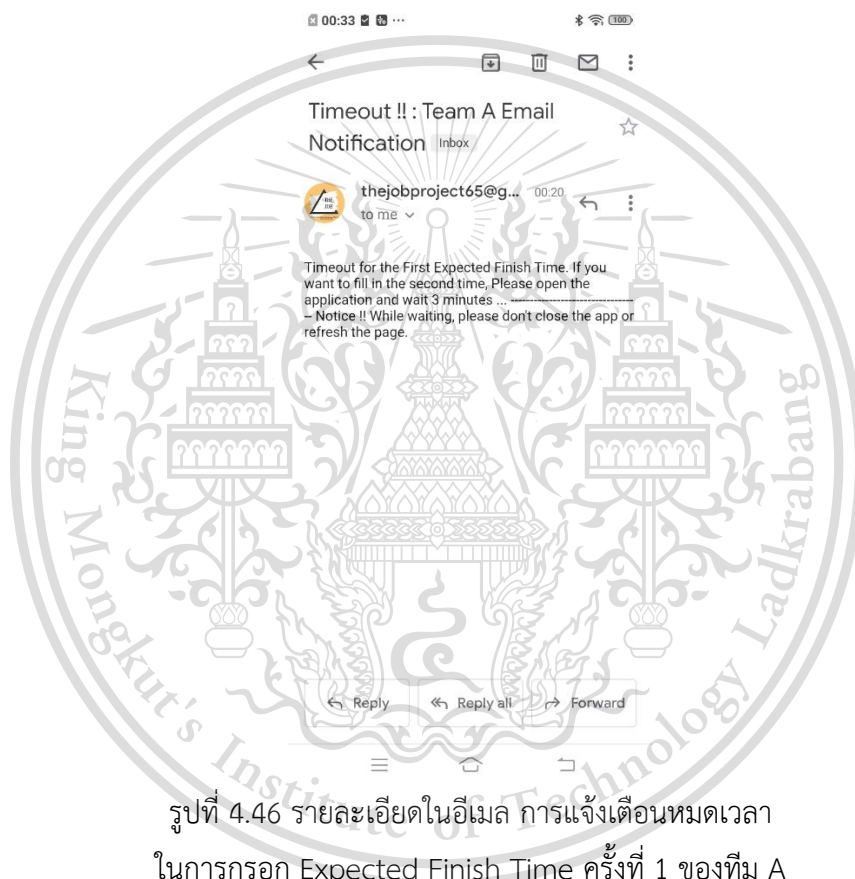 00:33 ... 100
Timeout !! : Team A Email
Notification Inbox
thejobproject65@g... 00:20
to me
Timeout for the First Expected Finish Time. If you
want to fill in the second time, Please open the
application and wait 3 minutes ... --------------------------------
-- Notice !! While waiting, please don't close the app or
refresh the page.
Reply Reply all Forward
King Mongkut's Institute of Technology Ladkrabang
รูปที่ 4.46 รายละเอียดในอีเมล การแจ้งเตือนหมดเวลา
ในการกรอก Expected Finish Time ครั้งที่ 1 ของทีม A